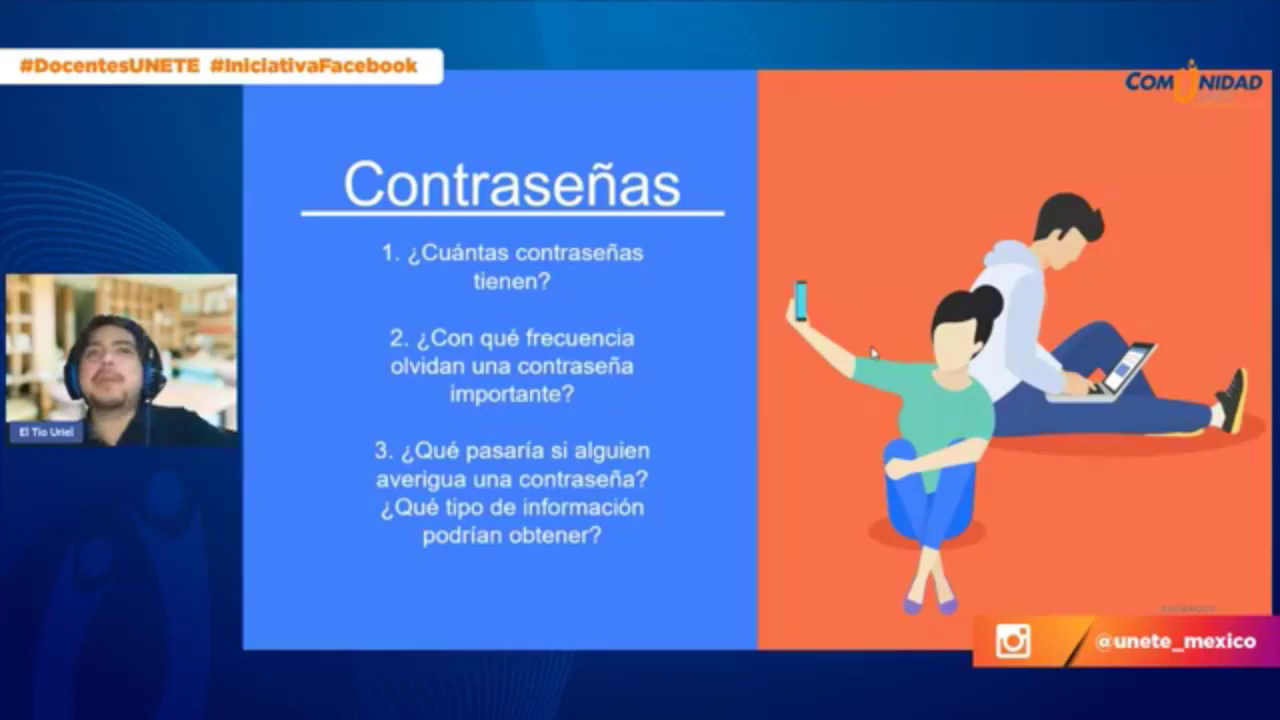 #DocentesUNETE #IniciativaFacebook
COMUNIDAD
Contraseñas
1. ¿Cuántas contraseñas
tienen?
2. ¿Con qué frecuencia
olvidan una contraseña
importante?
3. ¿Qué pasaría si alguien
averigua una contraseña?
¿Qué tipo de información
podrían obtener?
El Tio Uriel
@unete_mexico